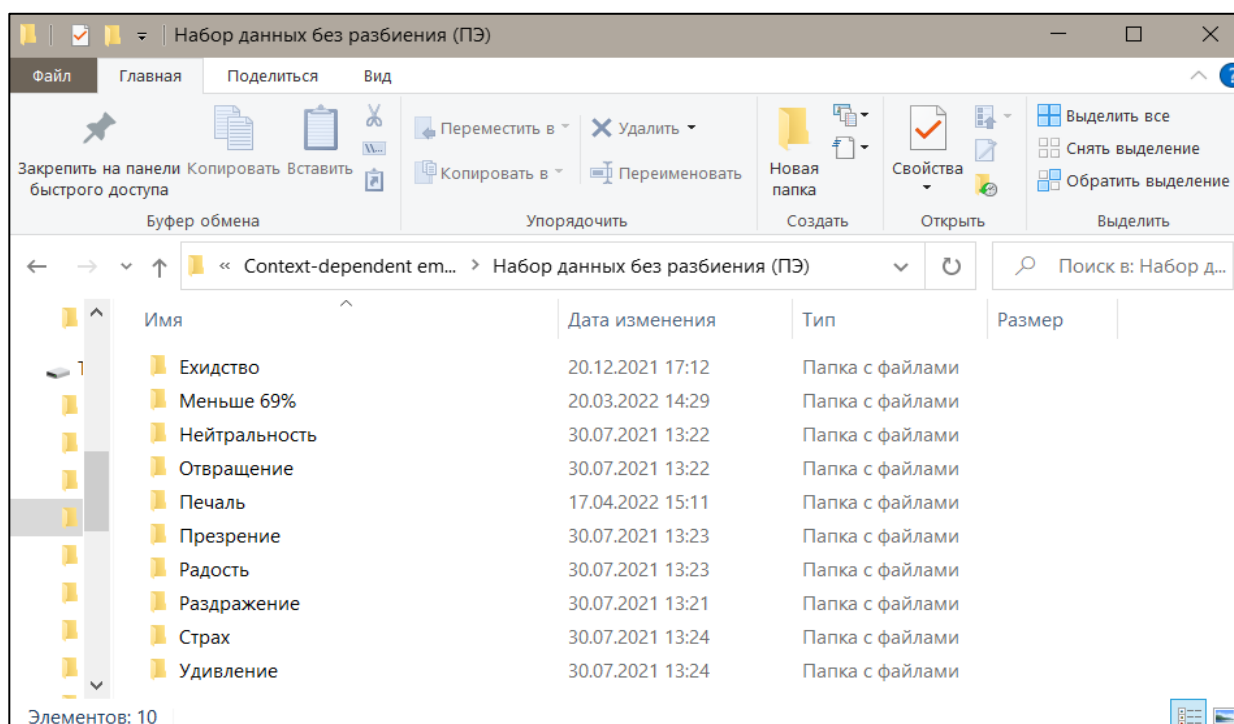 Набор данных без разбиения (ПЭ)
Файл Главная Поделиться Вид
Переместить в Удалить Выделить все
Закрепить на панели быстрого доступа Копировать Вставить Копировать в Переименовать Новая папка Свойства Снять выделение
Обратить выделение
Буфер обмена Упорядочить Создать Открыть Выделить
« Context-dependent em... > Набор данных без разбиения (ПЭ) Поиск в: Набор д...
Имя Дата изменения Тип Размер
Ехидство 20.12.2021 17:12 Папка с файлами
Меньше 69% 20.03.2022 14:29 Папка с файлами
Нейтральность 30.07.2021 13:22 Папка с файлами
Отвращение 30.07.2021 13:22 Папка с файлами
Печаль 17.04.2022 15:11 Папка с файлами
Презрение 30.07.2021 13:23 Папка с файлами
Радость 30.07.2021 13:23 Папка с файлами
Раздражение 30.07.2021 13:21 Папка с файлами
Страх 30.07.2021 13:24 Папка с файлами
Удивление 30.07.2021 13:24 Папка с файлами
Элементов: 10